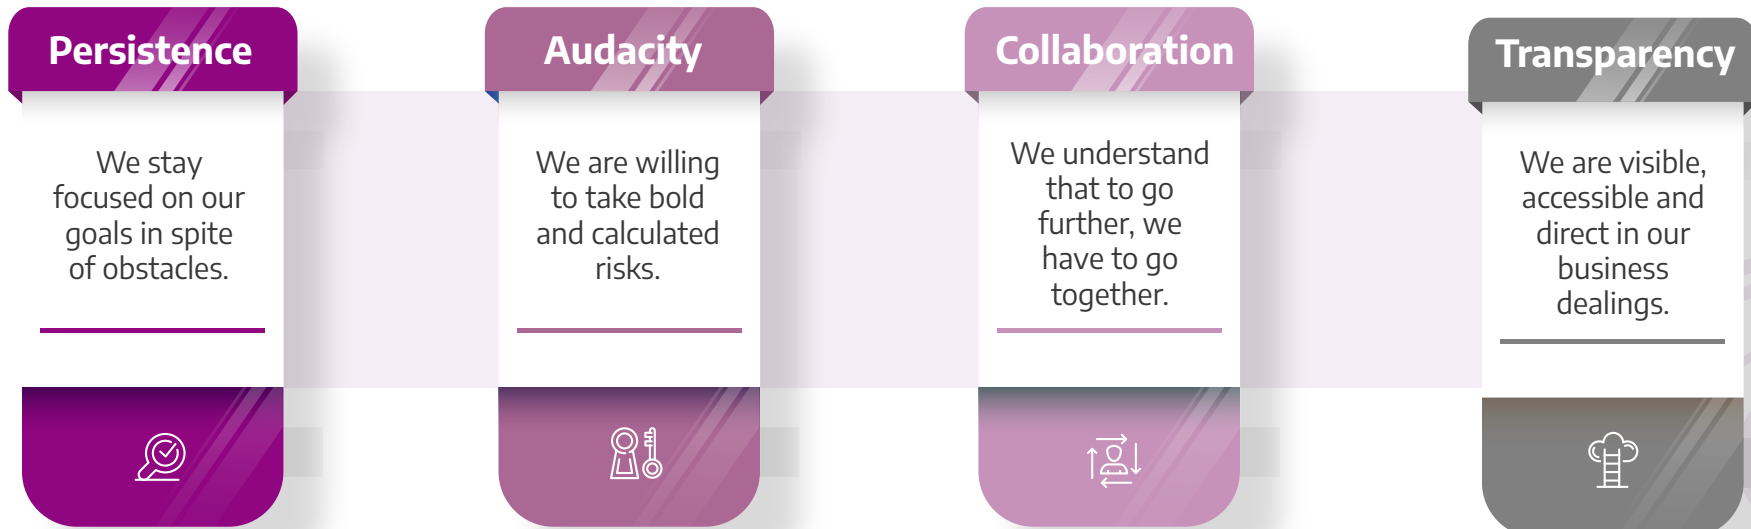 Persistence
We stay
focused on our
goals in spite
of obstacles.
Audacity
We are willing
to take bold
and calculated
risks.
Collaboration
We understand
that to go
further, we
have to go
together.
Transparency
We are visible,
accessible and
direct in our
business
dealings.